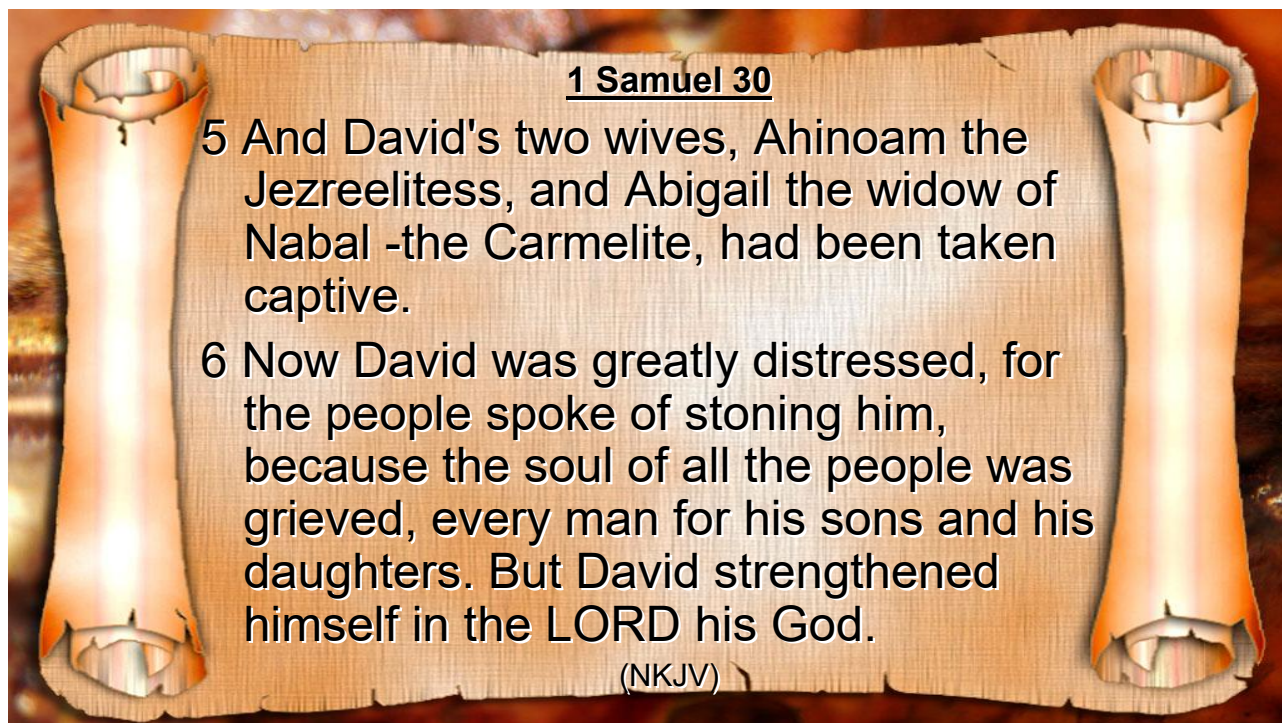 1 Samuel 30
5 And David's two wives, Ahinoam the
Jezreelitess, and Abigail the widow of
Nabal -the Carmelite, had been taken
captive.
6 Now David was greatly distressed, for
the people spoke of stoning him,
because the soul of all the people was
grieved, every man for his sons and his
daughters. But David strengthened
himself in the LORD his God.
(NKJV)